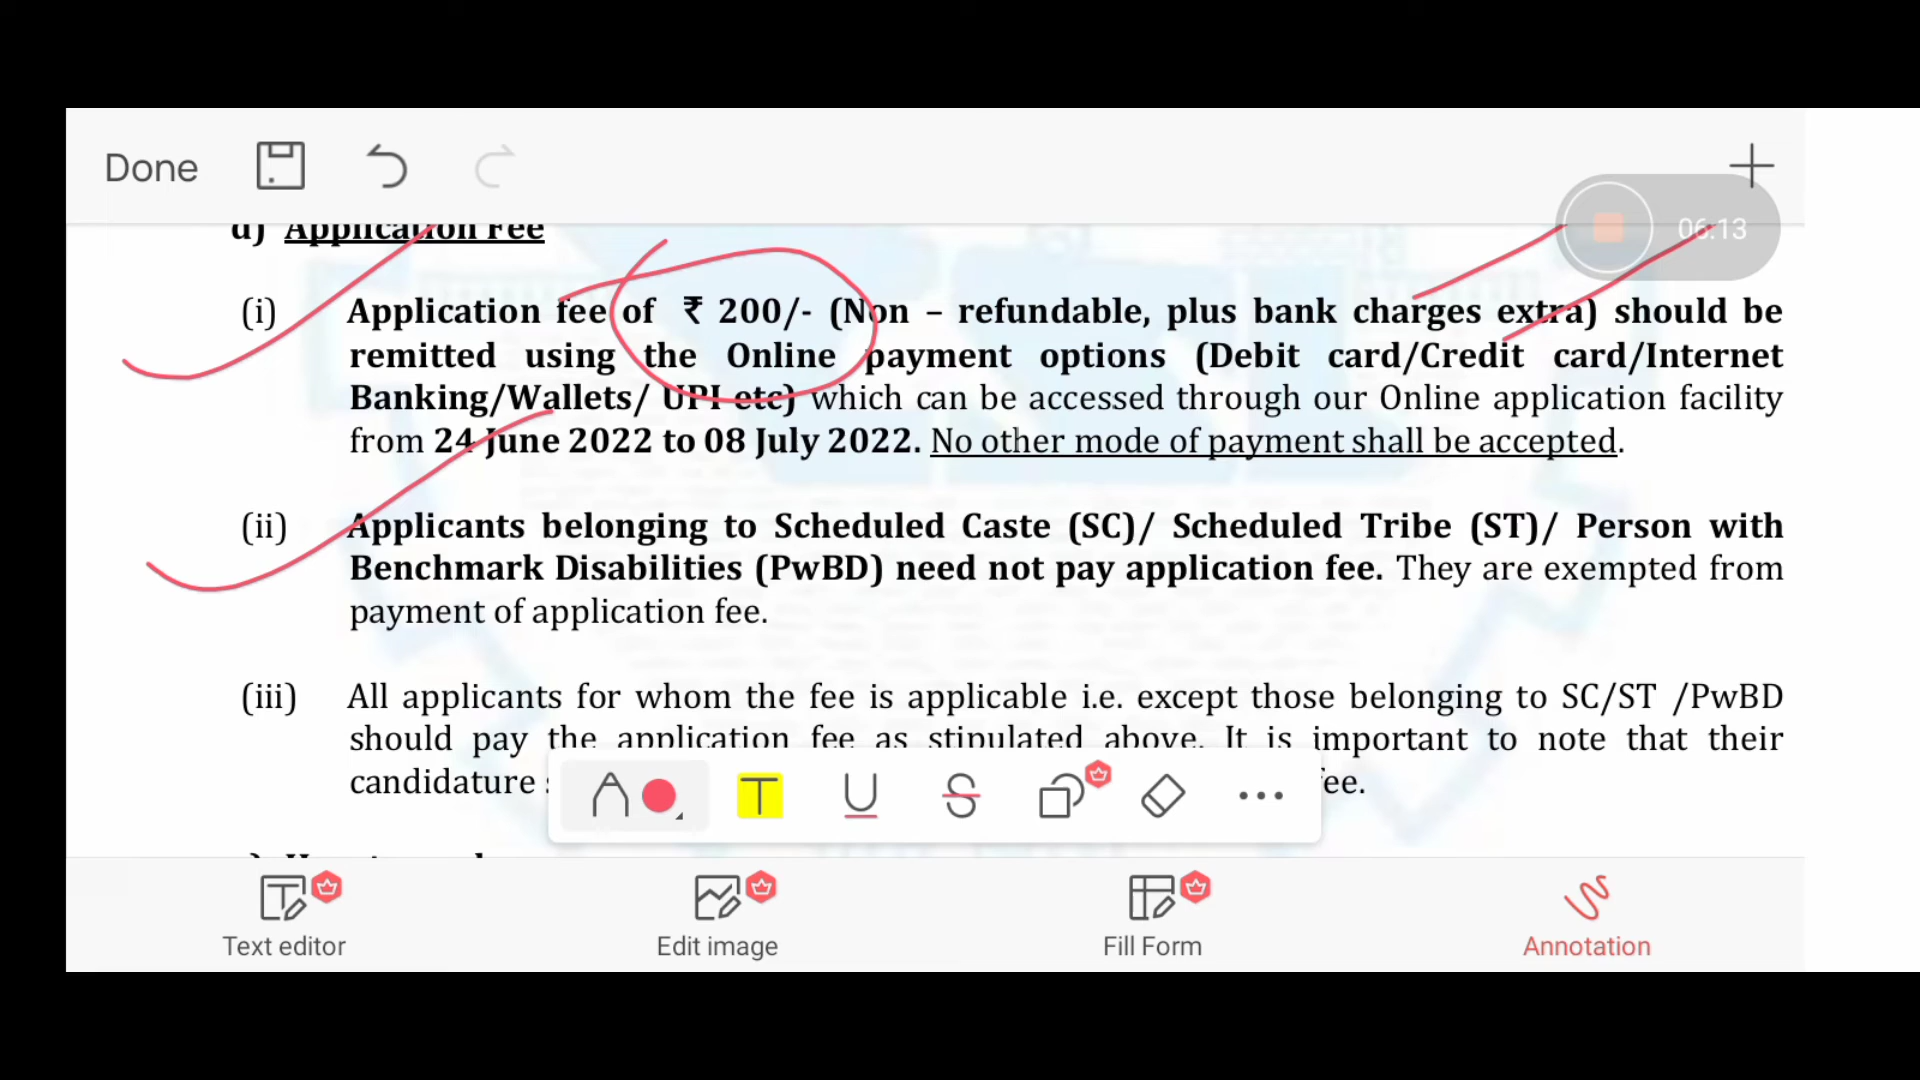 Done
06:13
d) Application Fee
(i) Application fee of ₹ 200/- (Non – refundable, plus bank charges extra) should be
remitted using the Online payment options (Debit card/Credit card/Internet
Banking/Wallets/ UPI etc) which can be accessed through our Online application facility
from 24 June 2022 to 08 July 2022. No other mode of payment shall be accepted.
(ii) Applicants belonging to Scheduled Caste (SC)/ Scheduled Tribe (ST)/ Person with
Benchmark Disabilities (PwBD) need not pay application fee. They are exempted from
payment of application fee.
(iii) All applicants for whom the fee is applicable i.e. except those belonging to SC/ST /PwBD
should pay the application fee as stipulated above. It is important to note that their
candidature
Text editor
Edit image
Fill Form
Annotation